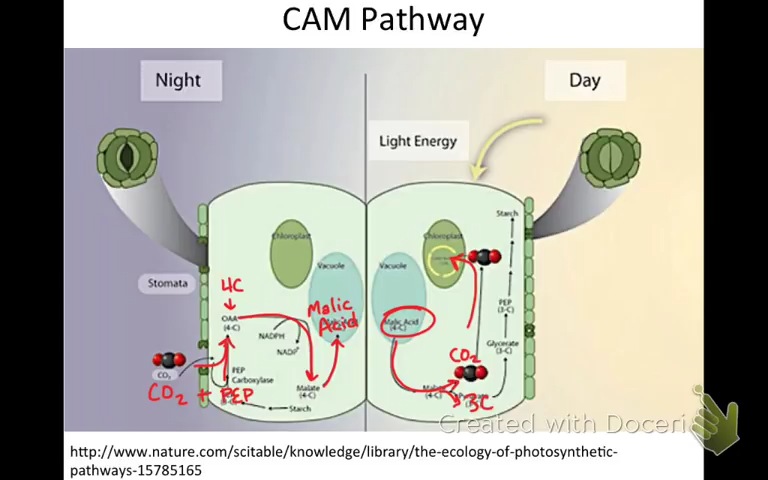 CAM Pathway
Night
Day
Light Energy
Starch
Chloroplast
Chloroplast
Vacuole
Vacuole
Stomata
4C
Malic
Acid
OAA
(4-C)
Malic Acid
(4-C)
PEP
(3-C)
NADPH
NADP
Glycerate
(3-C)
CO2
CO2
PEP
Carboxylase
Malate
(4-C)
(4-C)
3C
CO2 + PEP
Starch
Created with Doceri
http://www.nature.com/scitable/knowledge/library/the-ecology-of-photosynthetic-
pathways-15785165